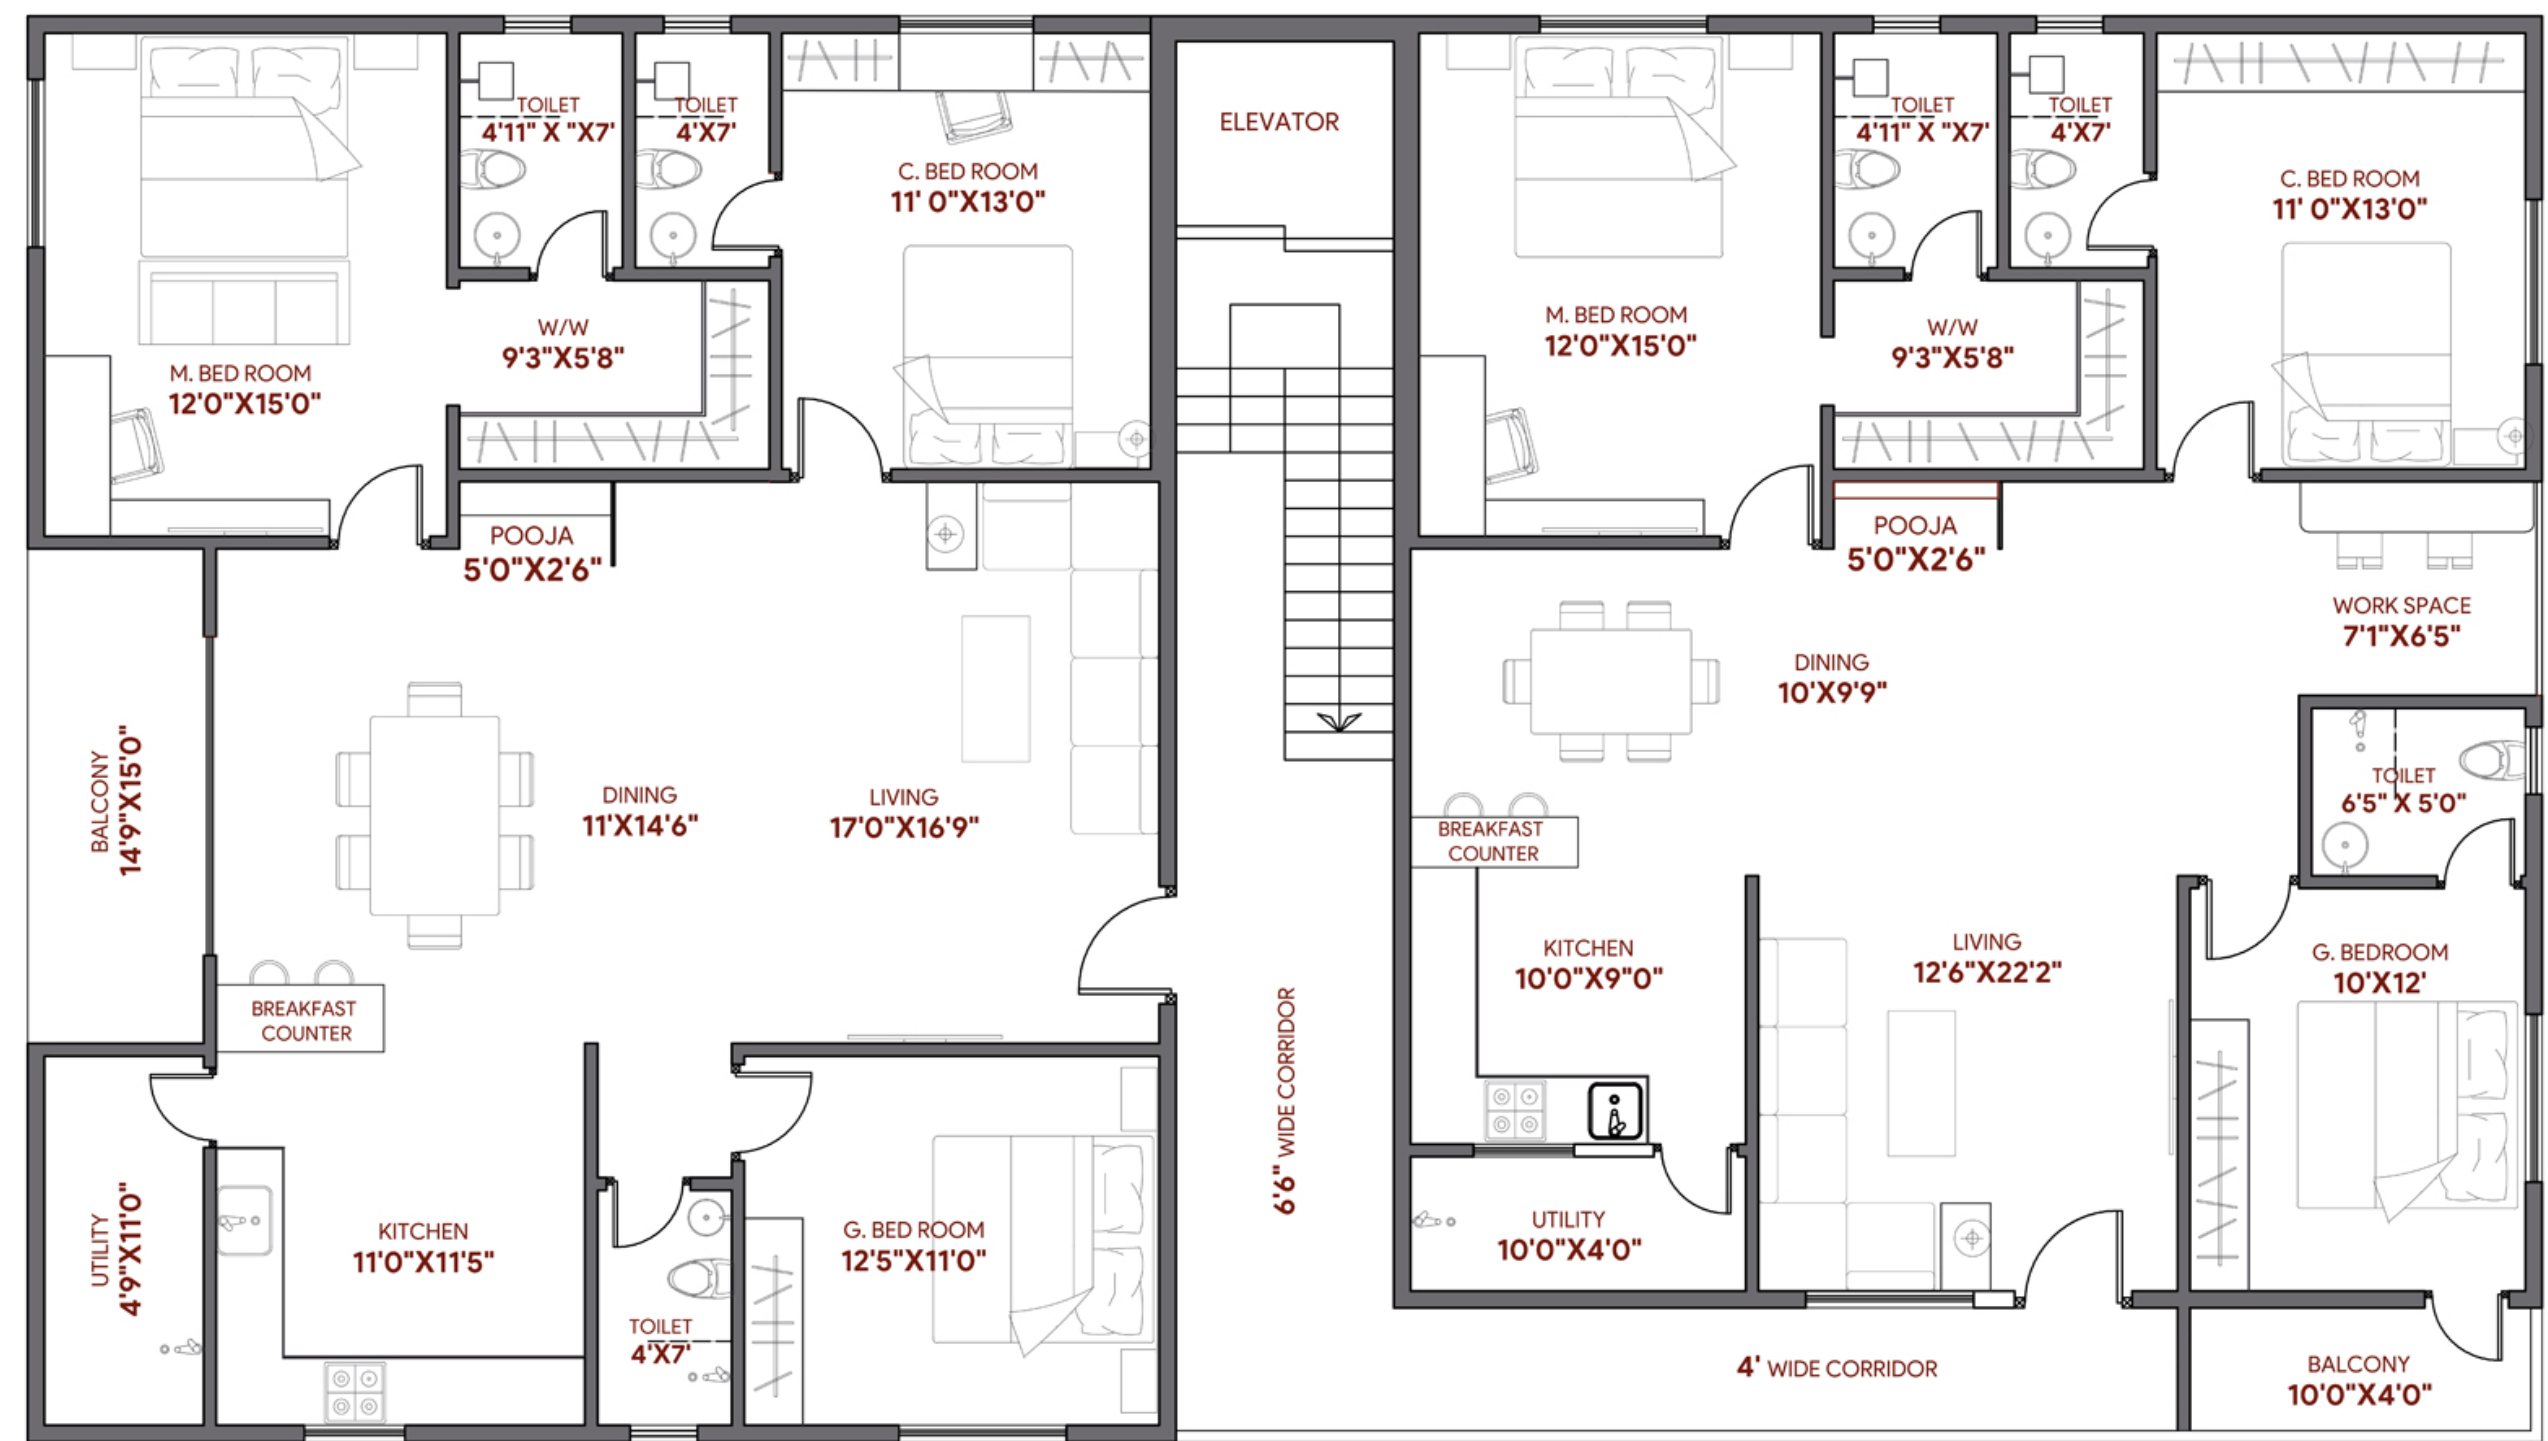 TOILET
4'11" X "X7'
TOILET
4'X7'
C. BED ROOM
11' 0"X13'0"
M. BED ROOM
12'0"X15'0"
W/W
9'3"X5'8"
POOJA
5'0"X2'6"
BALCONY
14'9"X15'0"
DINING
11'X14'6"
LIVING
17'0"X16'9"
BREAKFAST
COUNTER
UTILITY
4'9"X11'0"
KITCHEN
11'0"X11'5"
TOILET
4'X7'
G. BED ROOM
12'5"X11'0"
ELEVATOR
6'6" WIDE CORRIDOR
M. BED ROOM
12'0"X15'0"
TOILET
4'11" X "X7'
TOILET
4'X7'
C. BED ROOM
11' 0"X13'0"
W/W
9'3"X5'8"
POOJA
5'0"X2'6"
WORK SPACE
7'1"X6'5"
DINING
10'X9'9"
TOILET
6'5" X 5'0"
BREAKFAST
COUNTER
KITCHEN
10'0"X9"0"
LIVING
12'6"X22'2"
G. BEDROOM
10'X12'
UTILITY
10'0"X4'0"
4' WIDE CORRIDOR
BALCONY
10'0"X4'0"